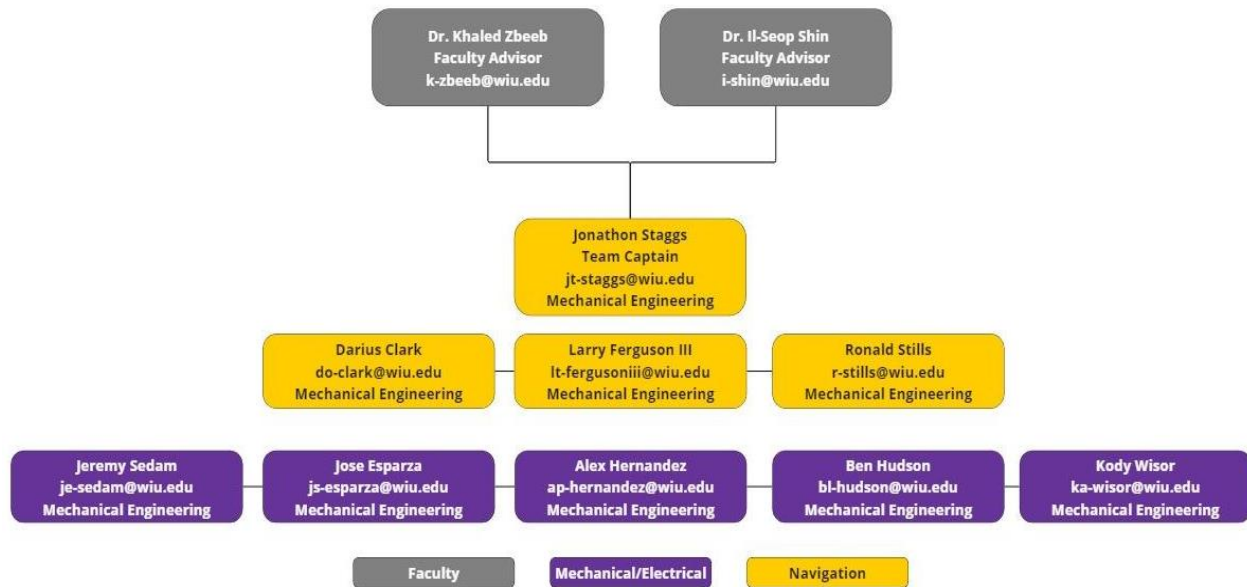 Dr. Khaled Zbeeb
Faculty Advisor
k-zbeeb@wiu.edu
Dr. Il-Seop Shin
Faculty Advisor
i-shin@wiu.edu
Jonathon Staggs
Team Captain
jt-staggs@wiu.edu
Mechanical Engineering
Darius Clark
do-clark@wiu.edu
Mechanical Engineering
Larry Ferguson III
lt-fergusoniii@wiu.edu
Mechanical Engineering
Ronald Stills
r-stills@wiu.edu
Mechanical Engineering
Jeremy Sedam
je-sedam@wiu.edu
Mechanical Engineering
Jose Esparza
js-esparza@wiu.edu
Mechanical Engineering
Alex Hernandez
ap-hernandez@wiu.edu
Mechanical Engineering
Ben Hudson
bl-hudson@wiu.edu
Mechanical Engineering
Kody Wisor
ka-wisor@wiu.edu
Mechanical Engineering
Faculty
Mechanical/Electrical
Navigation